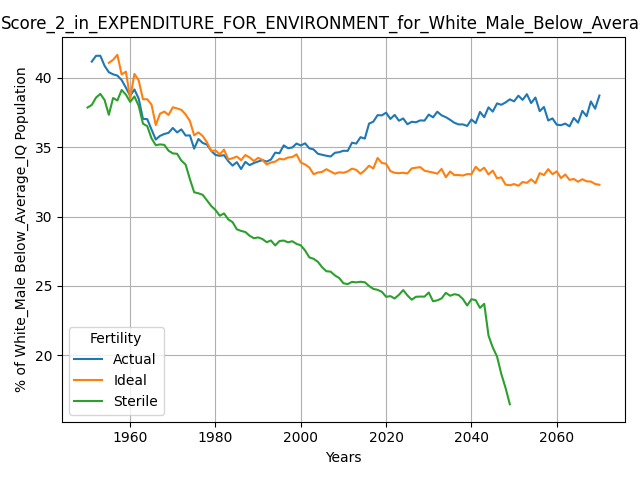 Score_2_in_EXPENDITURE_FOR_ENVIRONMENT_for_White_Male_Below_Avera
% of White_Male Below_Average_IQ Population
40
35
30
25
20
Fertility
Actual
Ideal
Sterile
1960 1980 2000 2020 2040 2060
Years